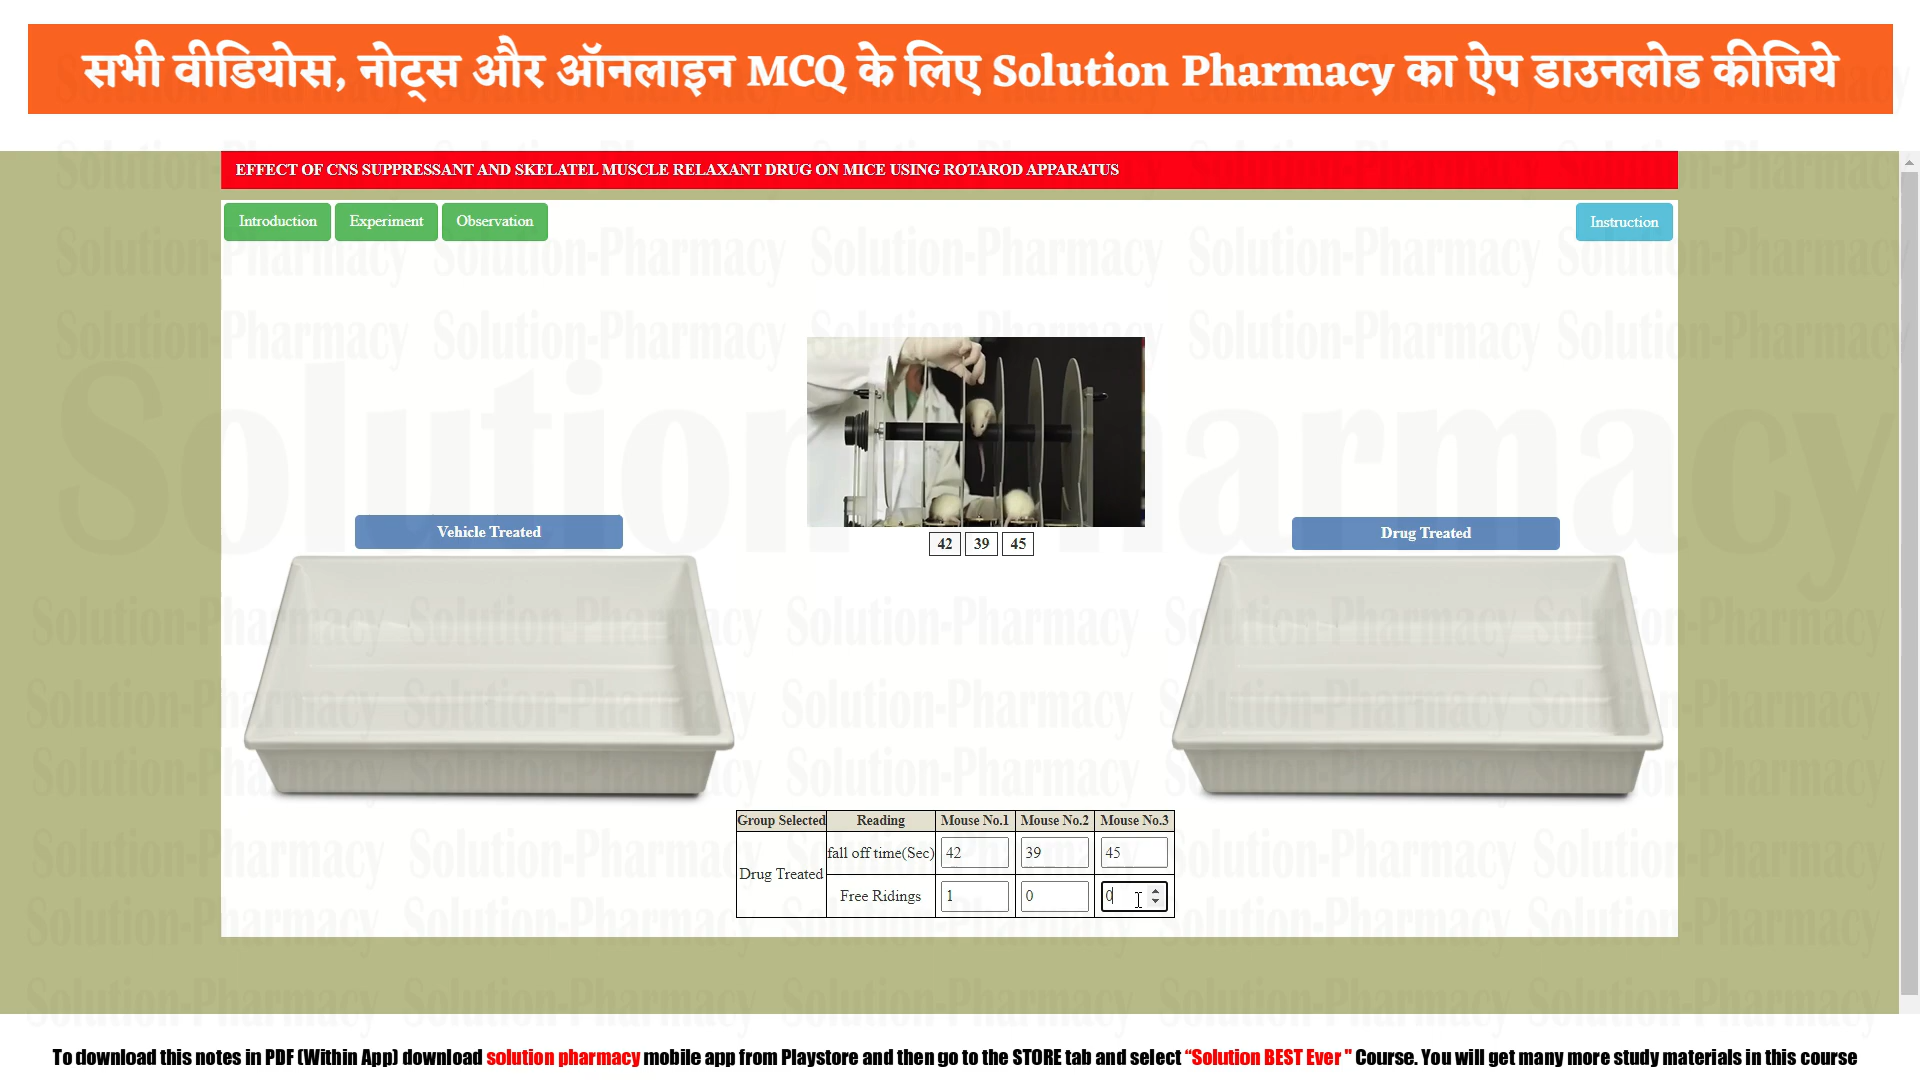 सभी वीडियोस, नोट्स और ऑनलाइन MCQ के लिए Solution Pharmacy का ऐप डाउनलोड कीजिये
EFFECT OF CNS SUPPRESSANT AND SKELATEL MUSCLE RELAXANT DRUG ON MICE USING ROTAROD APPARATUS
Introduction Experiment Observation Instruction
Solution-Pharmacy
Vehicle Treated
Drug Treated
42 39 45
Group Selected Reading Mouse No.1 Mouse No.2 Mouse No.3
Drug Treated fall off time(Sec) 42 39 45
Free Ridings 1 0 0
To download this notes in PDF (Within App) download solution pharmacy mobile app from Playstore and then go to the STORE tab and select “Solution BEST Ever " Course. You will get many more study materials in this course